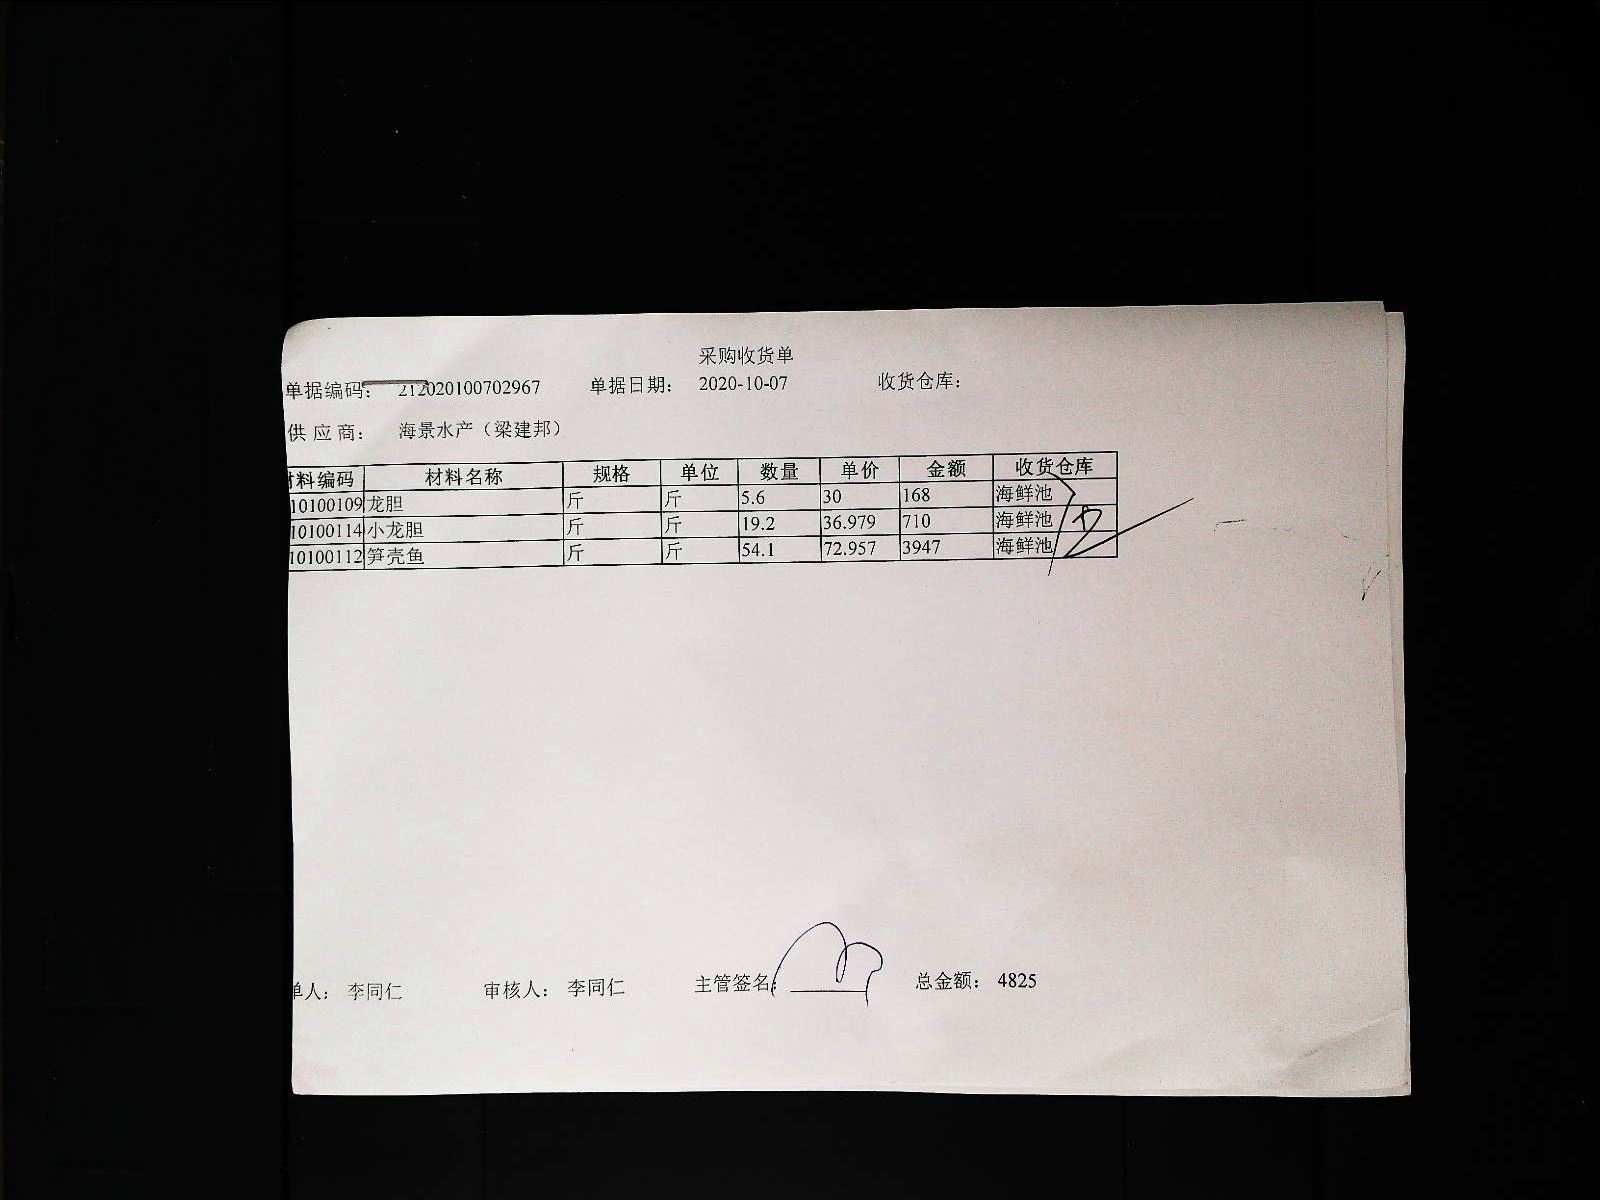 采购收货单
单据编码: 212020100702967 单据日期: 2020-10-07 收货仓库:
供应商: 海景水产（梁建邦）
材料编码 材料名称 规格 单位 数量 单价 金额 收货仓库
10100109 龙胆 斤 斤 5.6 30 168 海鲜池
10100114 小龙胆 斤 斤 19.2 36.979 710 海鲜池
10100112 笋壳鱼 斤 斤 54.1 72.957 3947 海鲜池
单人: 李同仁 审核人: 李同仁 主管签名: 总金额: 4825